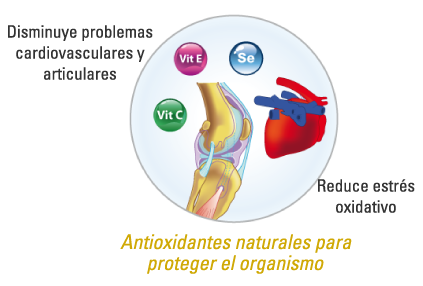 Disminuye problemas
cardiovasculares y
articulares
Vit E
Se
Vit C
Reduce estrés
oxidativo
Antioxidantes naturales para
proteger el organismo